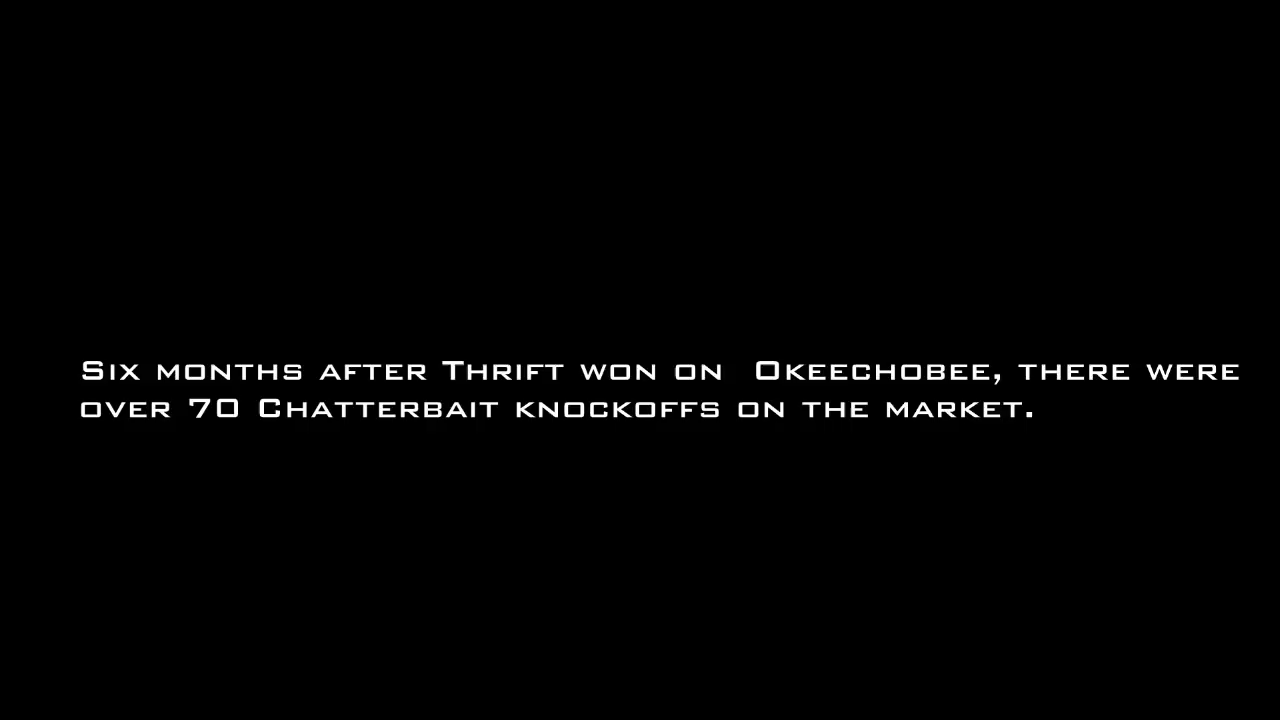 Six months after Thrift won on  Okeechobee, there were
over 70 Chatterbait knockoffs on the market.